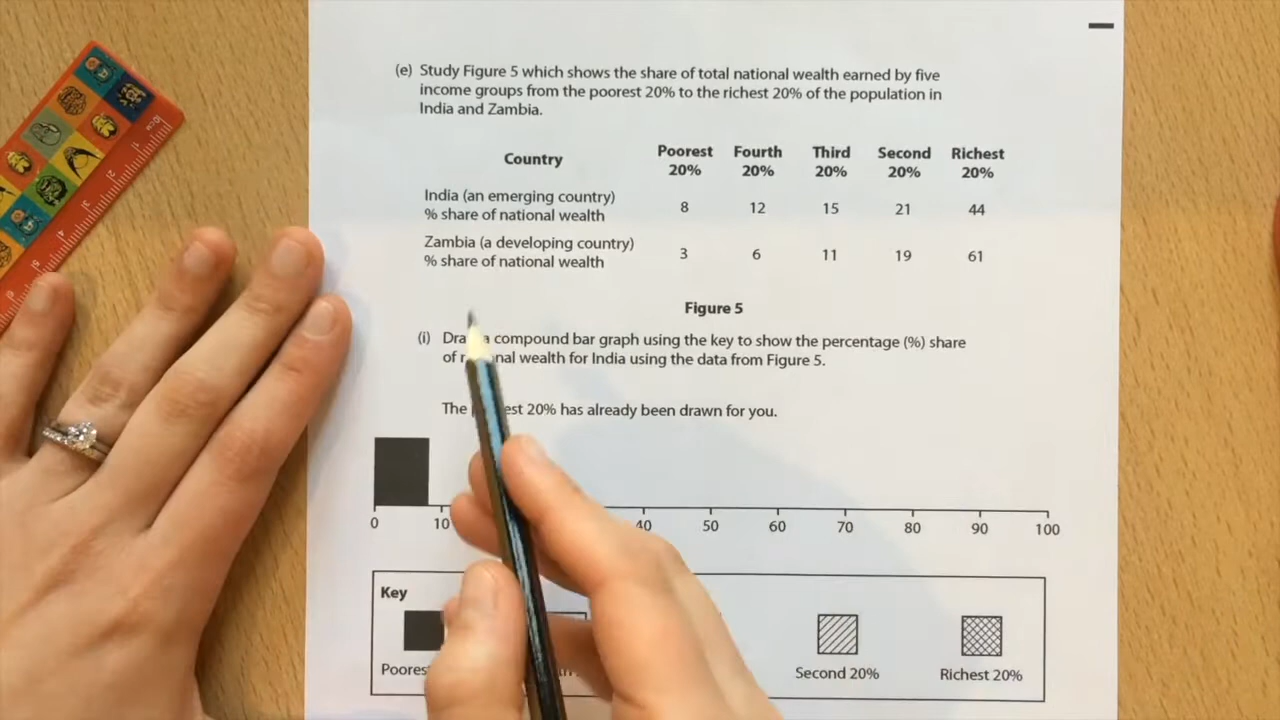 (e) Study Figure 5 which shows the share of total national wealth earned by five
income groups from the poorest 20% to the richest 20% of the population in
India and Zambia.
Country Poorest 20% Fourth 20% Third 20% Second 20% Richest 20%
India (an emerging country)
% share of national wealth 8 12 15 21 44
Zambia (a developing country)
% share of national wealth 3 6 11 19 61
Figure 5
(i) a compound bar graph using the key to show the percentage (%) share
of wealth for India using the data from Figure 5.
The 20% has already been drawn for you.
0 10 40 50 60 70 80 90 100
Key
Second 20% Richest 20%
10 cm